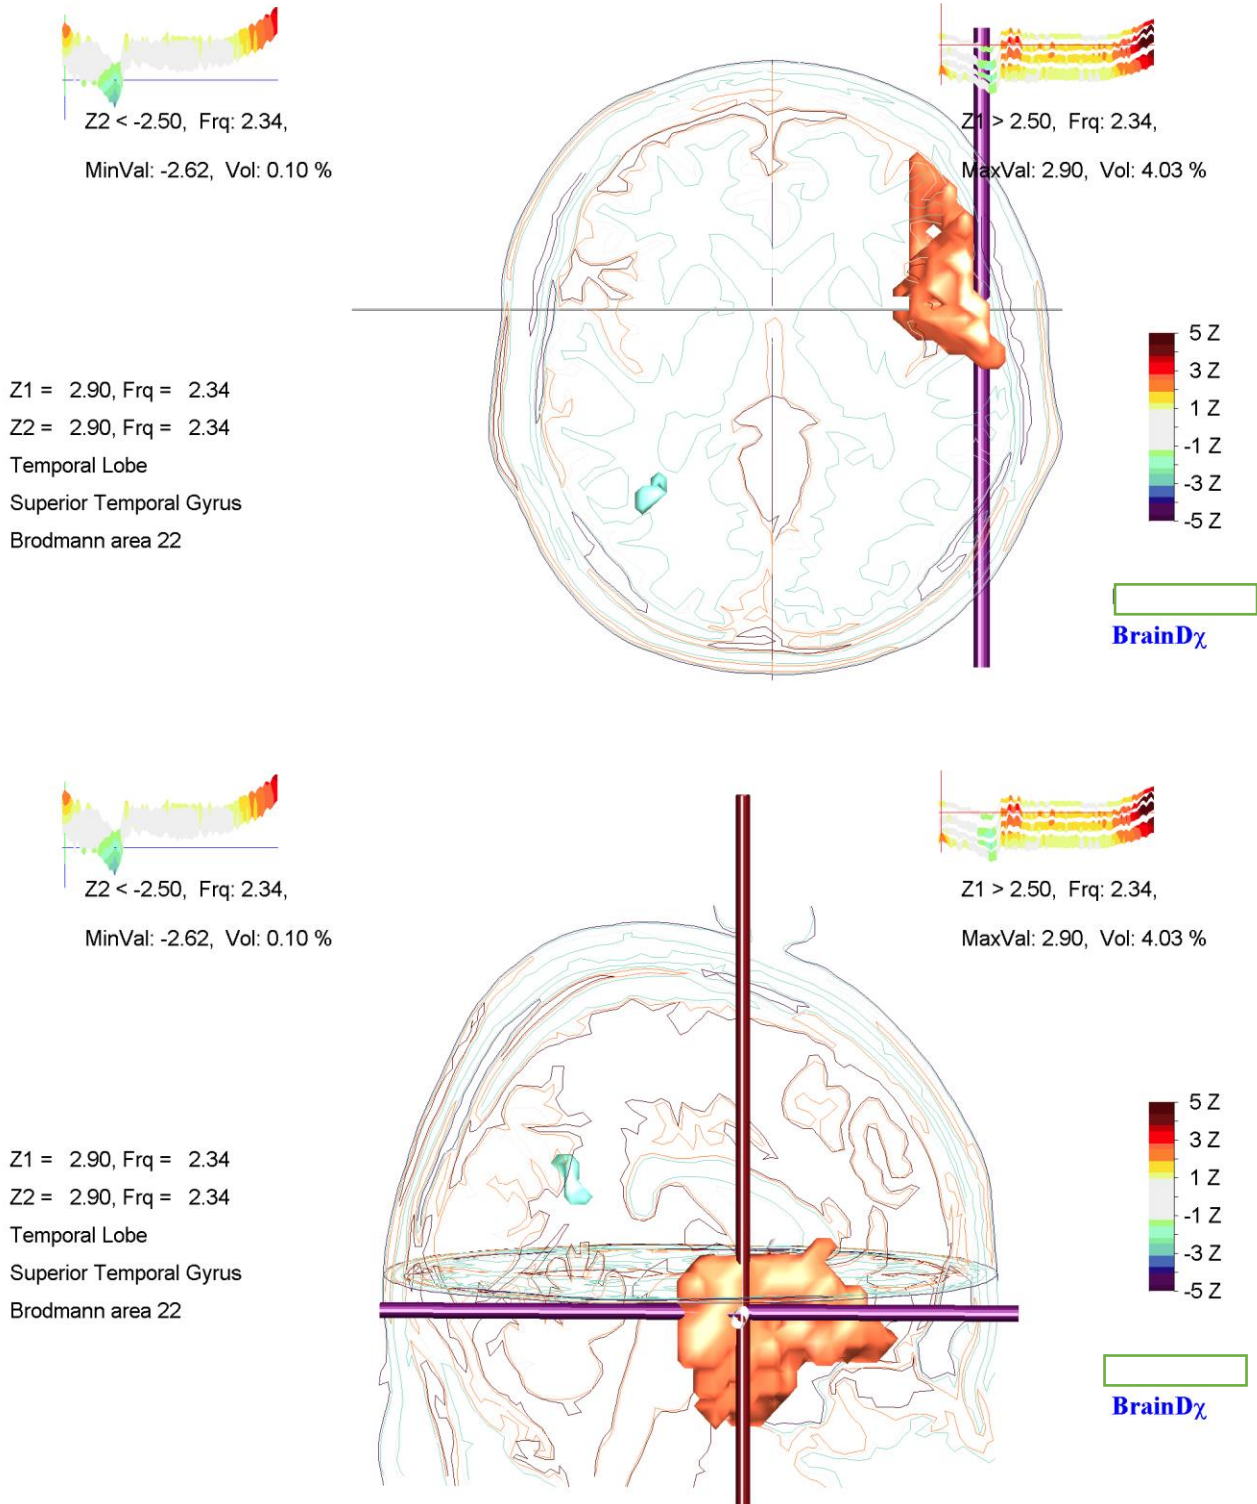 Z2 < -2.50, Frq: 2.34,
MinVal: -2.62, Vol: 0.10 %
Z1 > 2.50, Frq: 2.34,
MaxVal: 2.90, Vol: 4.03 %
Z1 = 2.90, Frq = 2.34
Z2 = 2.90, Frq = 2.34
Temporal Lobe
Superior Temporal Gyrus
Brodmann area 22
5 Z
3 Z
1 Z
-1 Z
-3 Z
-5 Z
BrainDχ
Z2 < -2.50, Frq: 2.34,
MinVal: -2.62, Vol: 0.10 %
Z1 > 2.50, Frq: 2.34,
MaxVal: 2.90, Vol: 4.03 %
Z1 = 2.90, Frq = 2.34
Z2 = 2.90, Frq = 2.34
Temporal Lobe
Superior Temporal Gyrus
Brodmann area 22
5 Z
3 Z
1 Z
-1 Z
-3 Z
-5 Z
BrainDχ